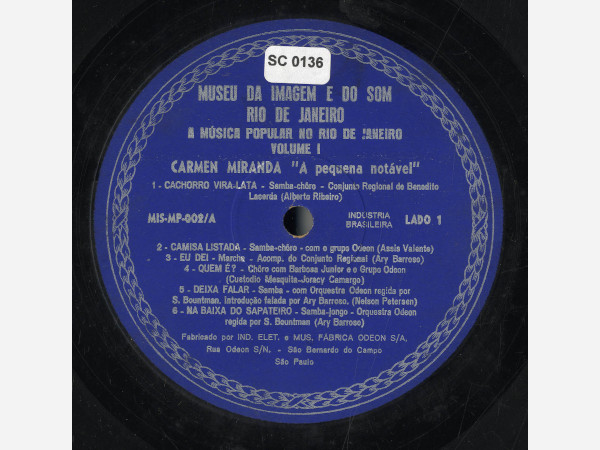 SC 0136
MUSEU DA IMAGEM E DO SOM
RIO DE JANEIRO
A MÚSICA POPULAR NO RIO DE JANEIRO
VOLUME I
CARMEN MIRANDA "A pequena notável"
1 - CACHORRO VIRA-LATA - Samba-chôro - Conjunto Regional de Benedito
Lacerda (Alberto Ribeiro)
MIS-MP-002/A
INDÚSTRIA
BRASILEIRA
LADO 1
2 - CAMISA LISTADA - Samba-chôro - com o grupo Odeon (Assis Valente)
3 - EU DEI - Marcha - Acomp. do Conjunto Regional (Ary Barroso)
4 - QUEM É? - Chôro com Barbosa Junior e o Grupo Odeon
(Custodio Mesquita-Joracy Camargo)
5 - DEIXA FALAR - Samba - com Orquestra Odeon regida por
S. Bountman. Introdução falada por Ary Barroso. (Nelson Petersen)
6 - NA BAIXA DO SAPATEIRO - Samba-jongo - Orquestra Odeon
regida por S. Bountman (Ary Barroso)
Fabricado por IND. ELET. e MUS. FÁBRICA ODEON S/A.
Rua Odeon S/N. - São Bernardo do Campo
São Paulo